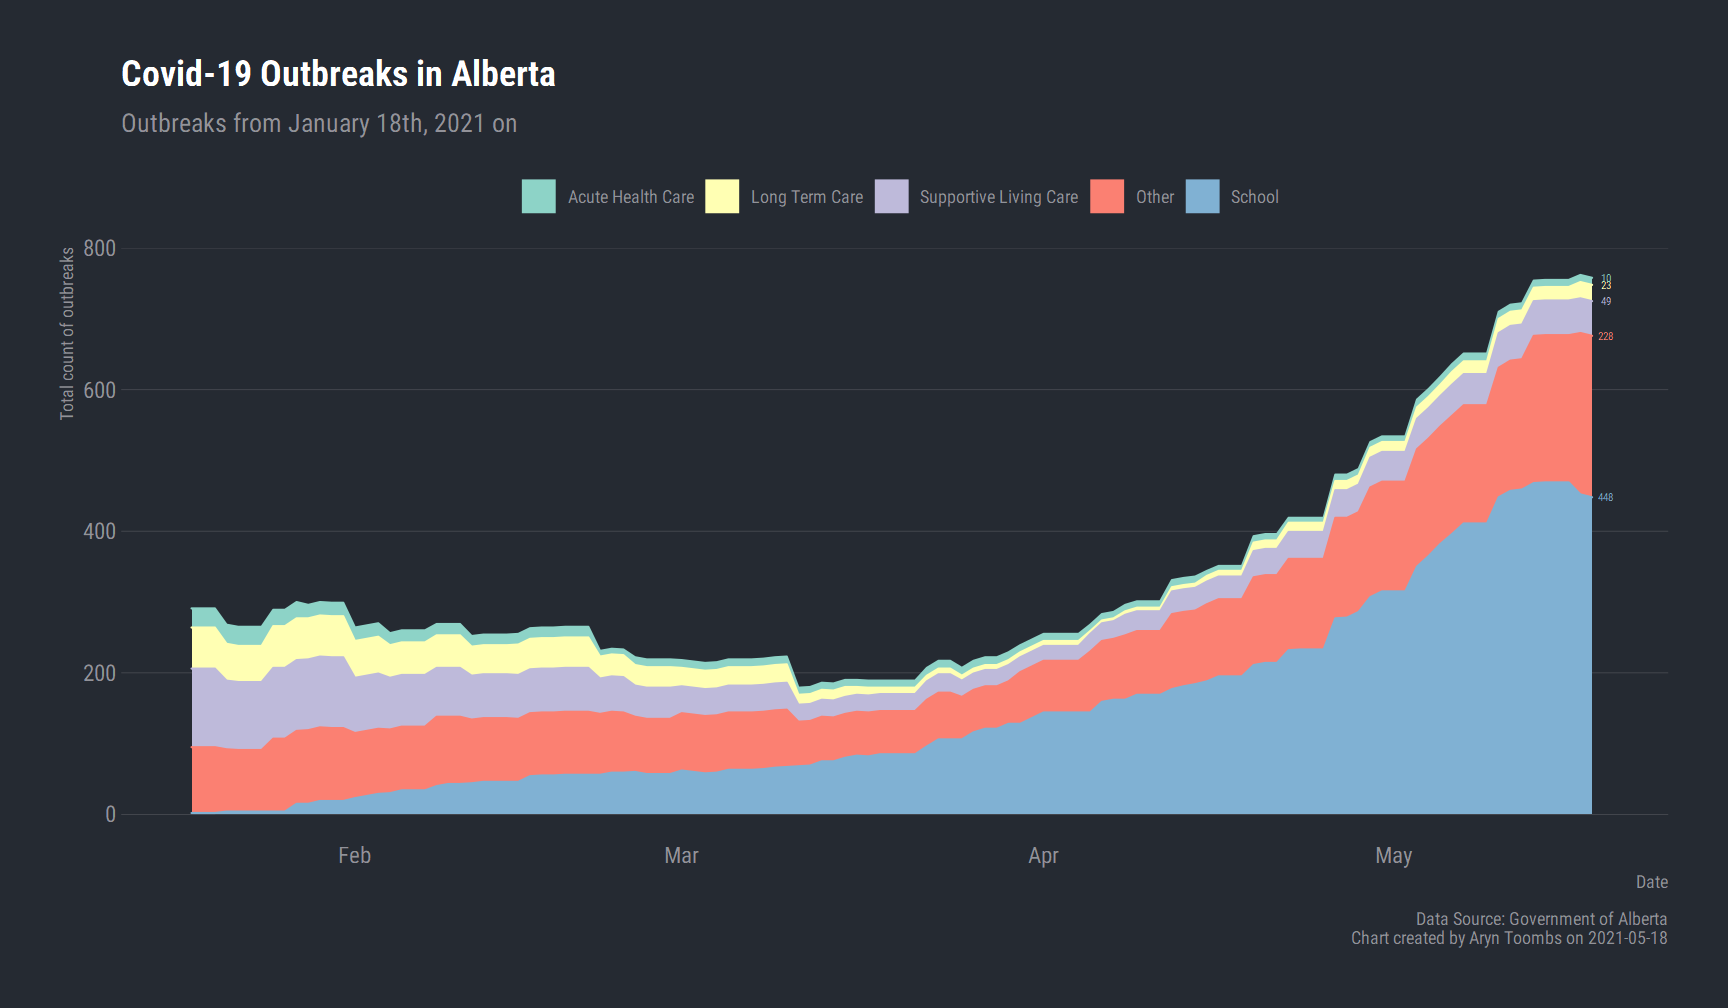 Covid-19 Outbreaks in Alberta
Outbreaks from January 18th, 2021 on
Acute Health Care Long Term Care Supportive Living Care Other School
Total count of outbreaks
800
600
400
200
0
10
23
49
228
448
Feb Mar Apr May
Date
Data Source: Government of Alberta
Chart created by Aryn Toombs on 2021-05-18